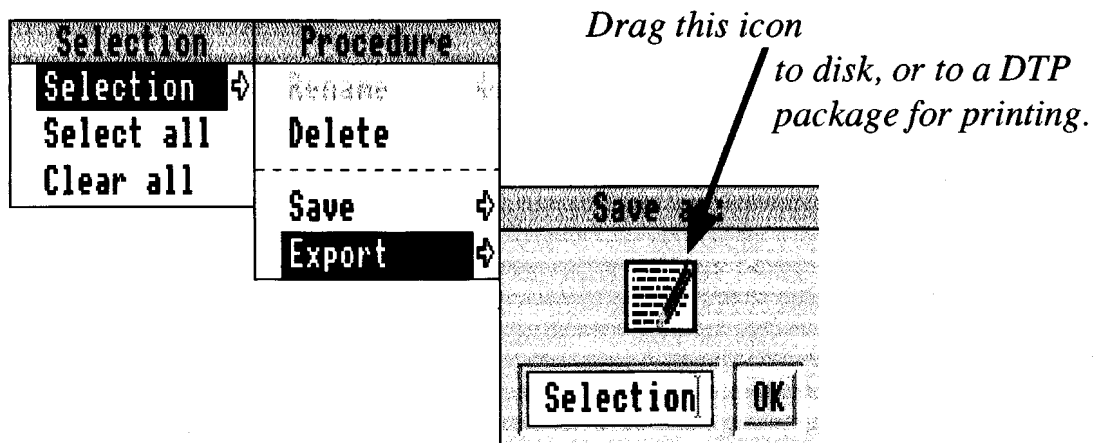 Drag this icon
to disk, or to a DTP
package for printing.
Selection
Selection
Select all
Clear all
Procedure
Rename
Delete
Save
Export
Save as:
Selection
OK